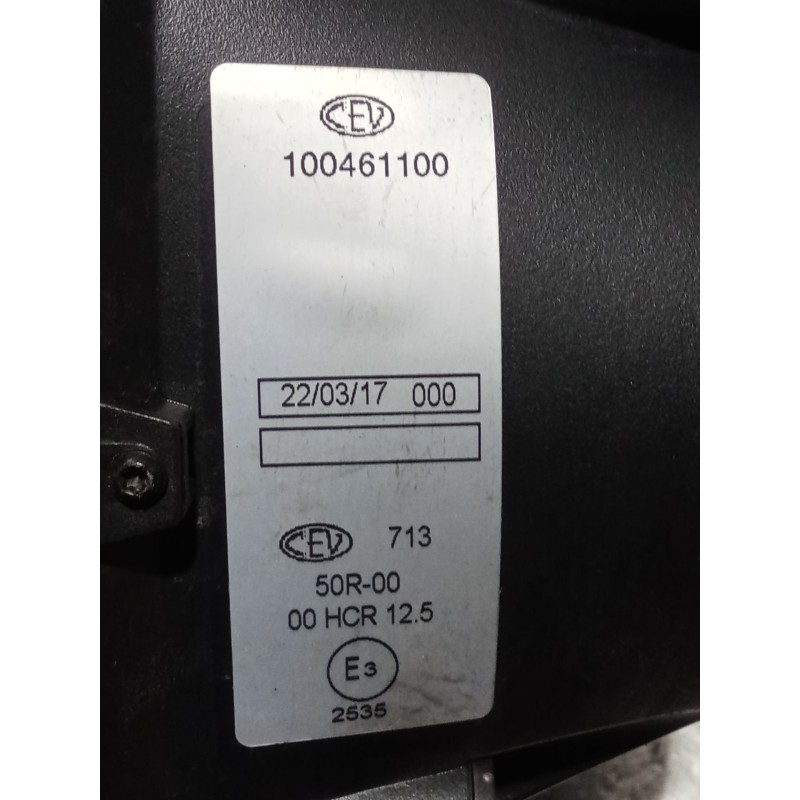 CEV
100461100
22/03/17 000
CEV 713
50R-00
00 HCR 12.5
E3
2535